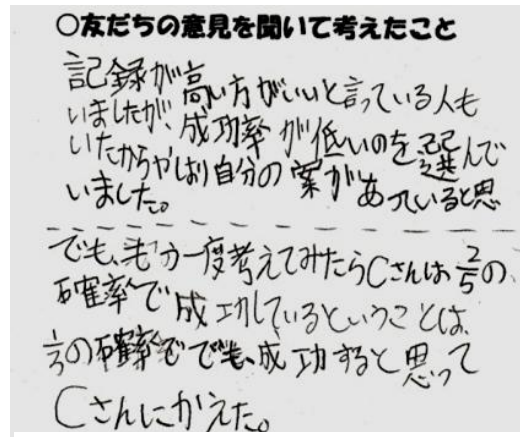 ○友だちの意見を聞いて考えたこと
記録が高い方がいいと言っている人も
いましたが、成功率が低いのを選んで
いたからやはり自分の案があっていると思
いました。
でも、もう一度考えてみたらCさんは2/5の
確率で成功しているということは、
1/3の確率ででも、成功すると思って
Cさんにかえた。